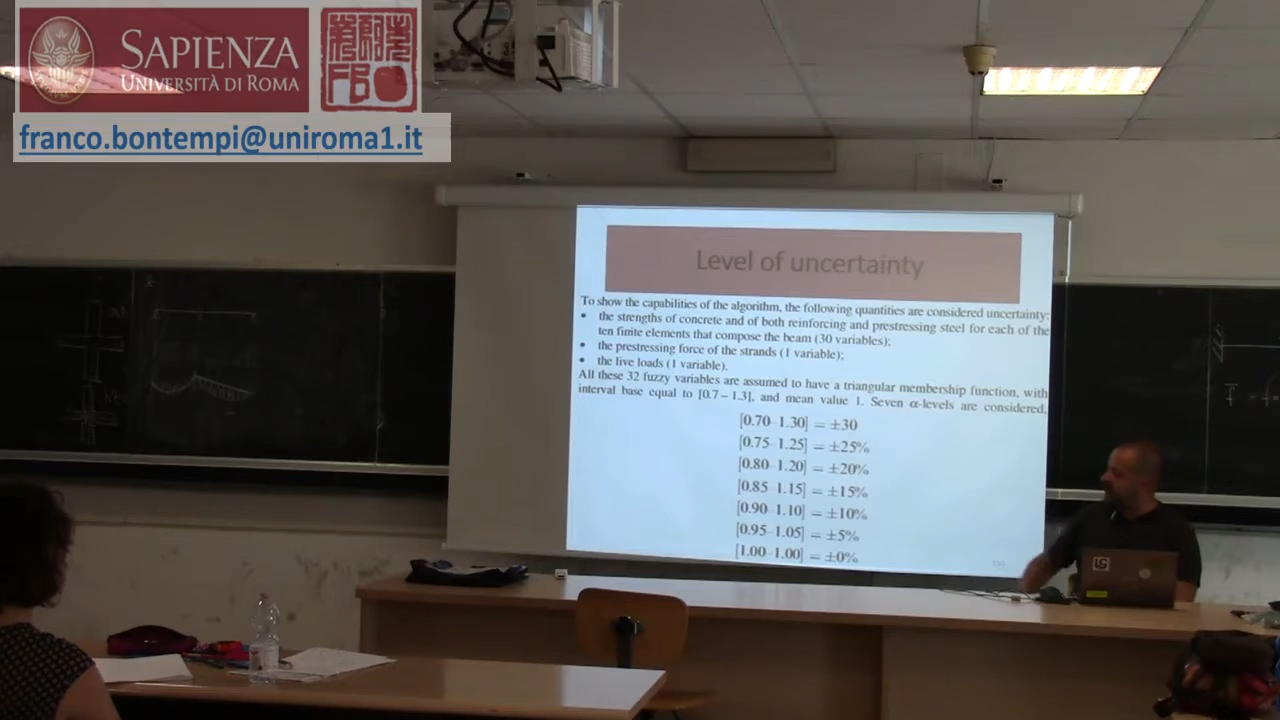 SAPIENZA
UNIVERSITÀ DI ROMA
FBO
franco.bontempi@uniroma1.it
Level of uncertainty
To show the capabilities of the algorithm, the following quantities are considered uncertainty:
• the strengths of concrete and of both reinforcing and prestressing steel for each of the
ten finite elements that compose the beam (30 variables);
• the prestressing force of the strands (1 variable);
• the live loads (1 variable).
All these 32 fuzzy variables are assumed to have a triangular membership function, with
interval base equal to [0.7 – 1.3], and mean value 1. Seven α-levels are considered,
[0.70–1.30] = ±30
[0.75–1.25] = ±25%
[0.80–1.20] = ±20%
[0.85–1.15] = ±15%
[0.90–1.10] = ±10%
[0.95–1.05] = ±5%
[1.00–1.00] = ±0%